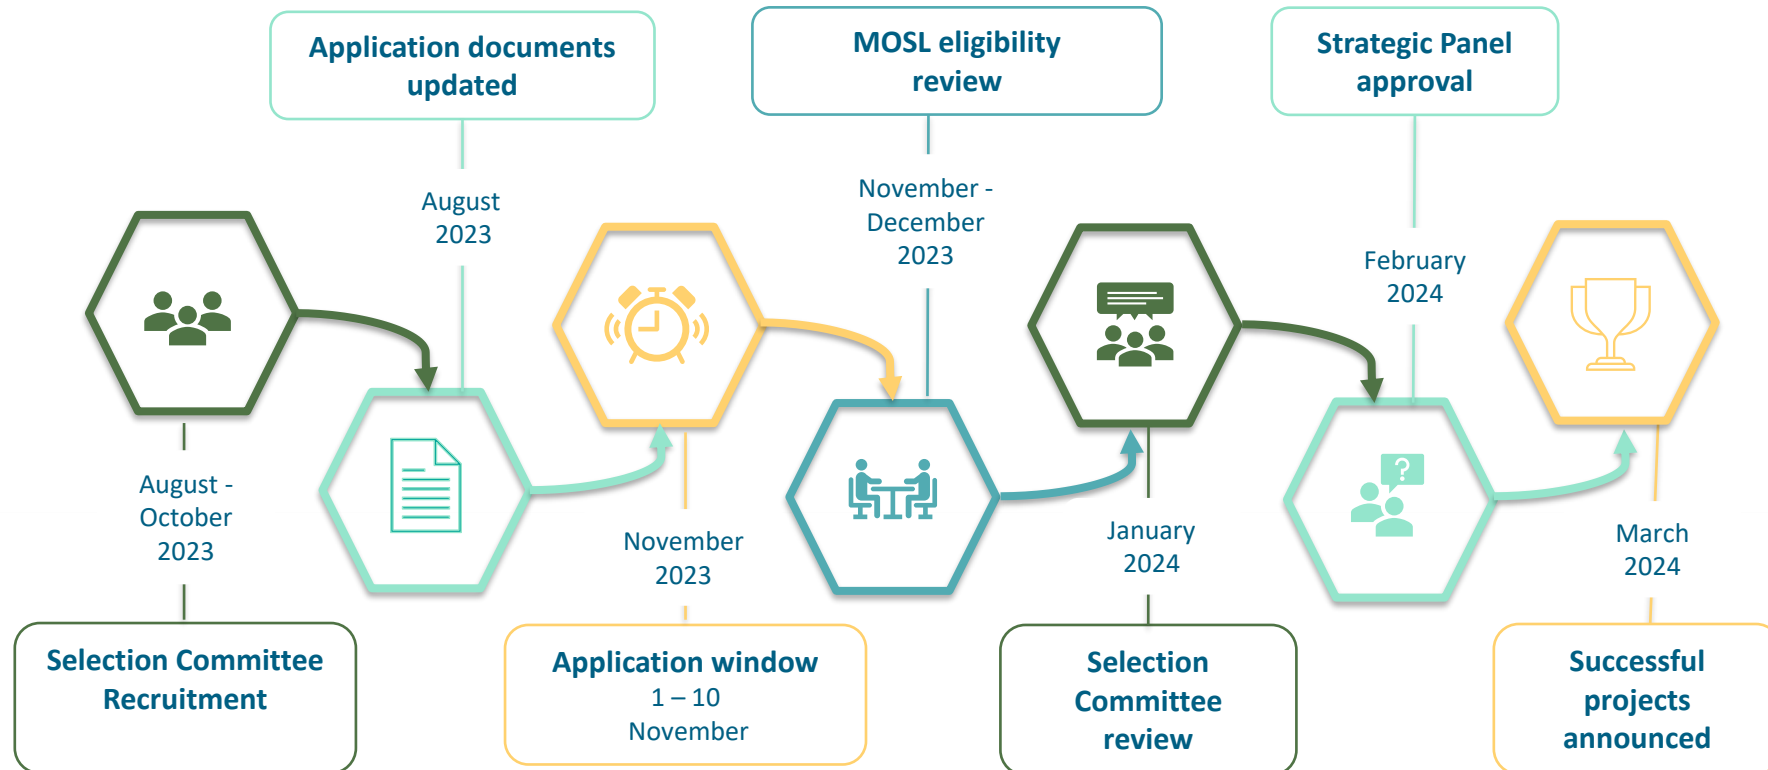 Application documents
updated
MOSL eligibility
review
Strategic Panel
approval
August
2023
November -
December
2023
February
2024
?
August -
October
2023
November
2023
January
2024
March
2024
Selection Committee
Recruitment
Application window
1 – 10
November
Selection
Committee
review
Successful
projects
announced